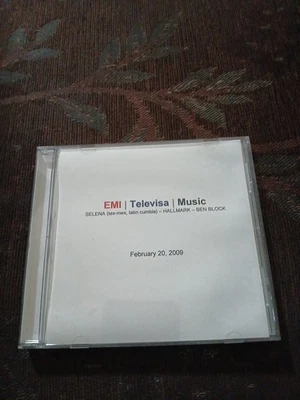 EMI | Televisa | Music
SELENA (tex-mex, latin cumbia) – HALLMARK – BEN BLOCK
February 20, 2009